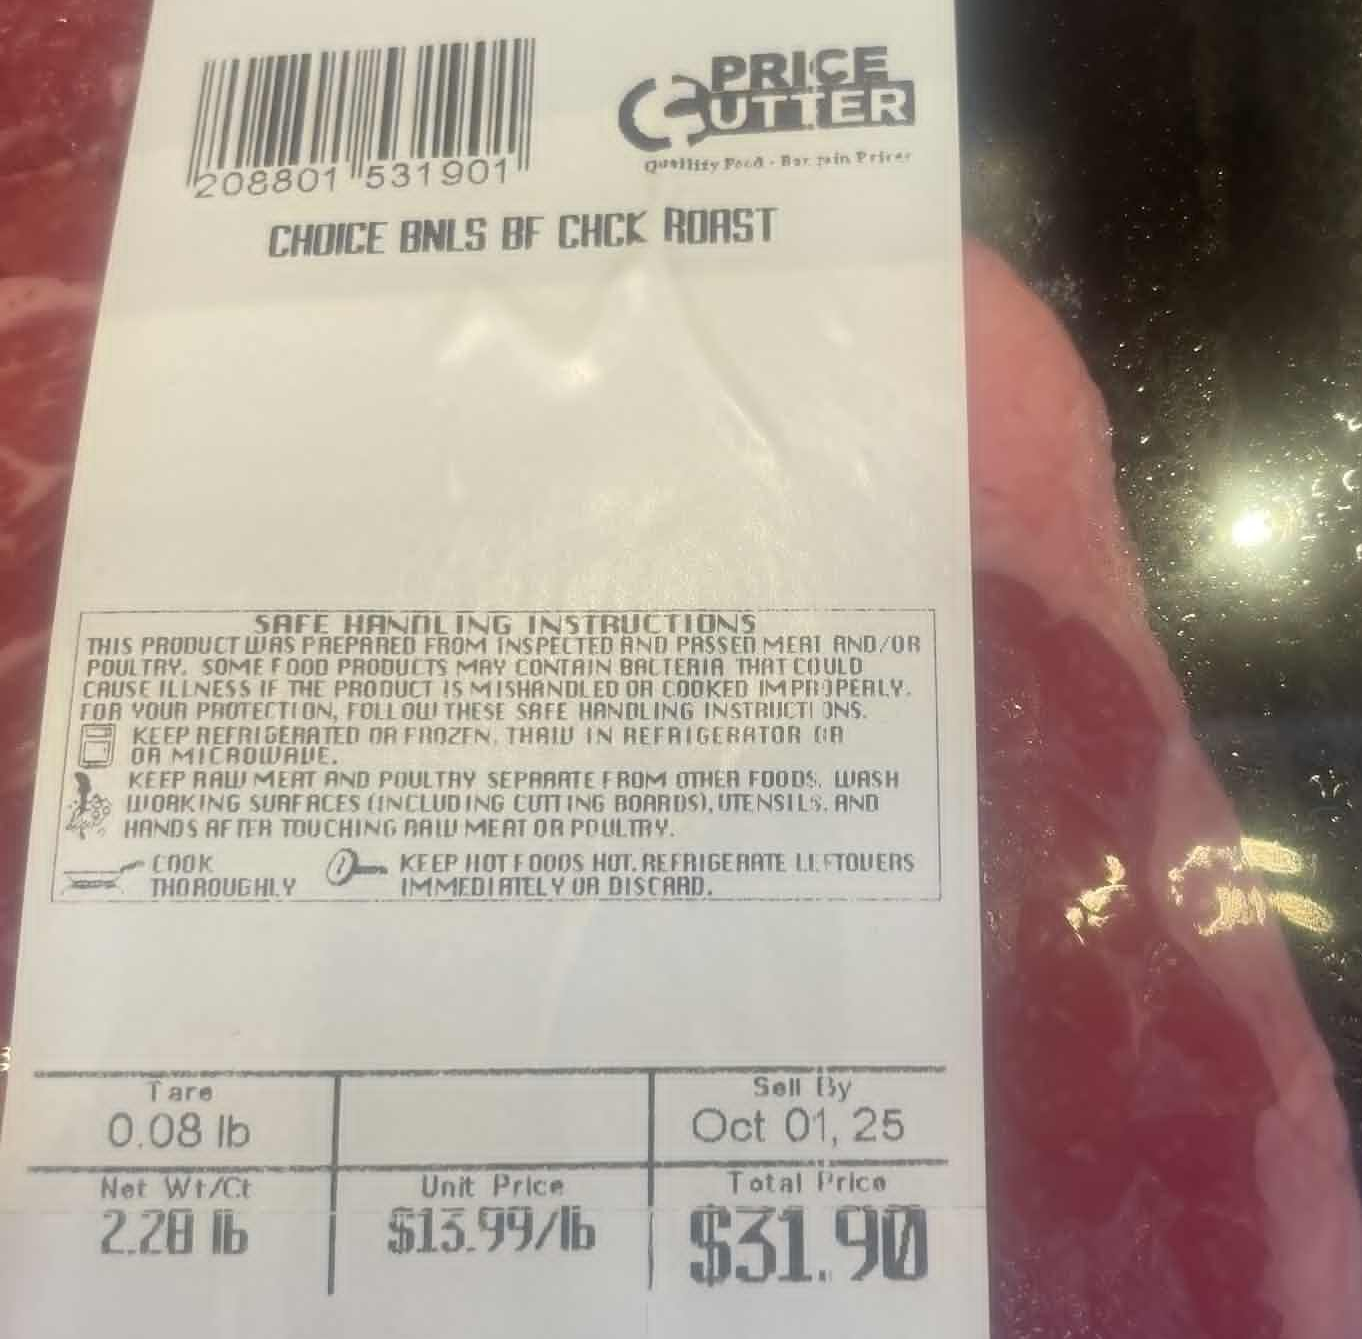 PRICE
CUTTER
Quality Food - Bargain Prices
208801 531901
CHOICE BNLS BF CHCK ROAST
SAFE HANDLING INSTRUCTIONS
THIS PRODUCT WAS PREPARED FROM INSPECTED AND PASSED MEAT AND/OR
POULTRY. SOME FOOD PRODUCTS MAY CONTAIN BACTERIA THAT COULD
CAUSE ILLNESS IF THE PRODUCT IS MISHANDLED OR COOKED IMPROPERLY.
FOR YOUR PROTECTION, FOLLOW THESE SAFE HANDLING INSTRUCTIONS.
KEEP REFRIGERATED OR FROZEN. THAW IN REFRIGERATOR OR
OR MICROWAVE.
KEEP RAW MEAT AND POULTRY SEPARATE FROM OTHER FOODS. WASH
WORKING SURFACES (INCLUDING CUTTING BOARDS), UTENSILS, AND
HANDS AFTER TOUCHING RAW MEAT OR POULTRY.
COOK
THOROUGHLY
KEEP HOT FOODS HOT. REFRIGERATE LEFTOVERS
IMMEDIATELY OR DISCARD.
Tare
0.08 lb
Sell By
Oct 01, 25
Net Wt/Ct
2.28 lb
Unit Price
$13.99/lb
Total Price
$31.90